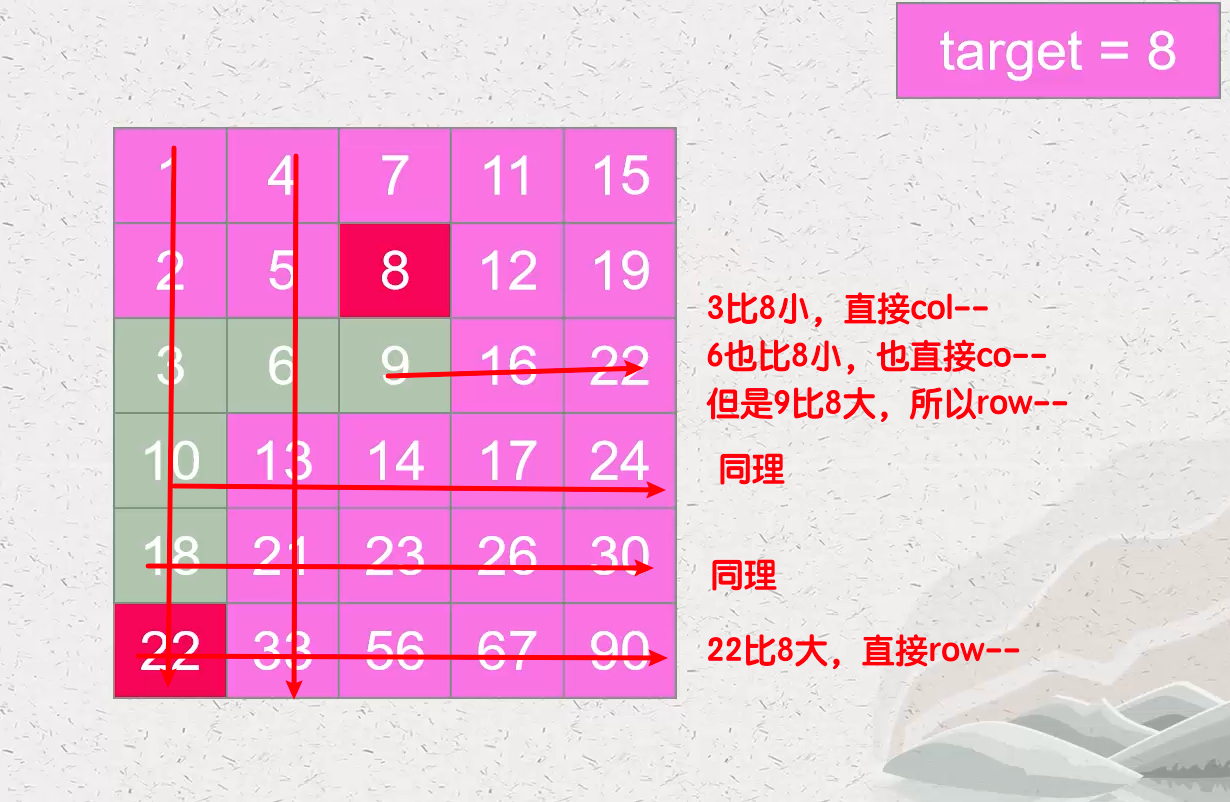 target = 8
1 4 7 11 15
2 5 8 12 19
3 6 9 16 22
10 13 14 17 24
18 21 23 26 30
22 33 56 67 90
3比8小，直接col--
6也比8小，也直接co--
但是9比8大，所以row--
同理
同理
22比8大，直接row--